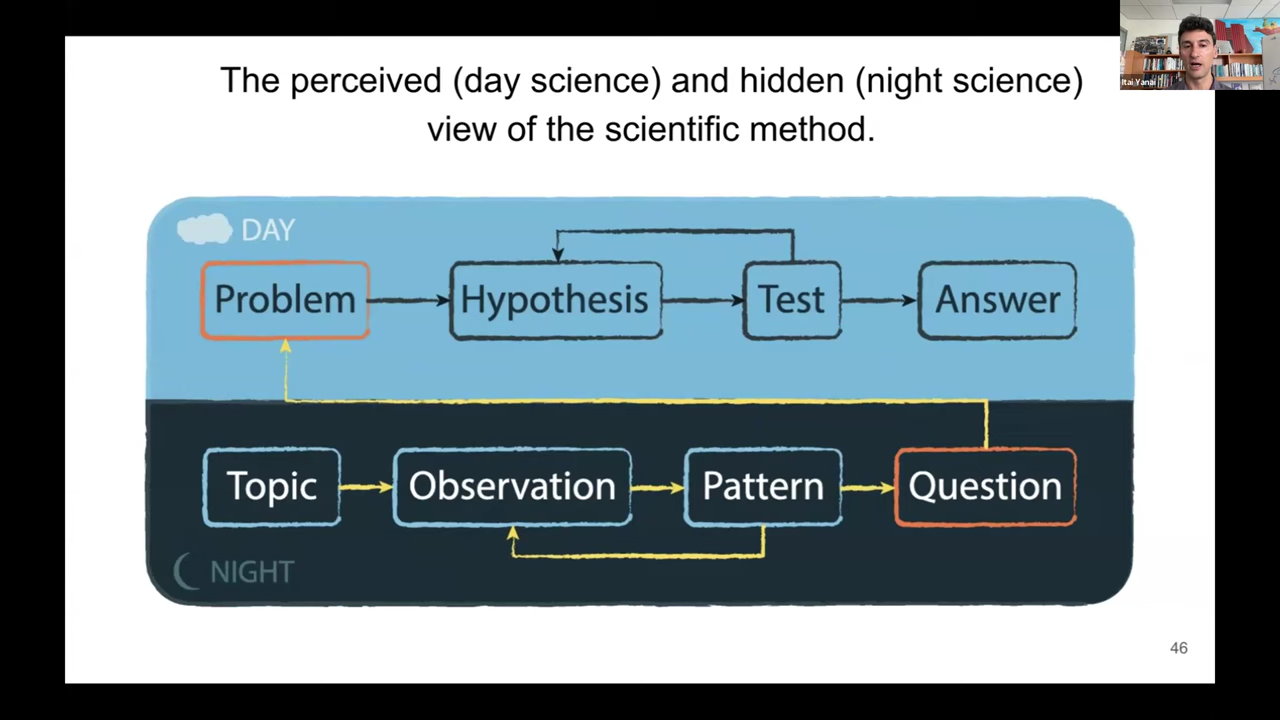 The perceived (day science) and hidden (night science)
view of the scientific method.
Itai Yanai
DAY
Problem
Hypothesis
Test
Answer
Topic
Observation
Pattern
Question
NIGHT
46